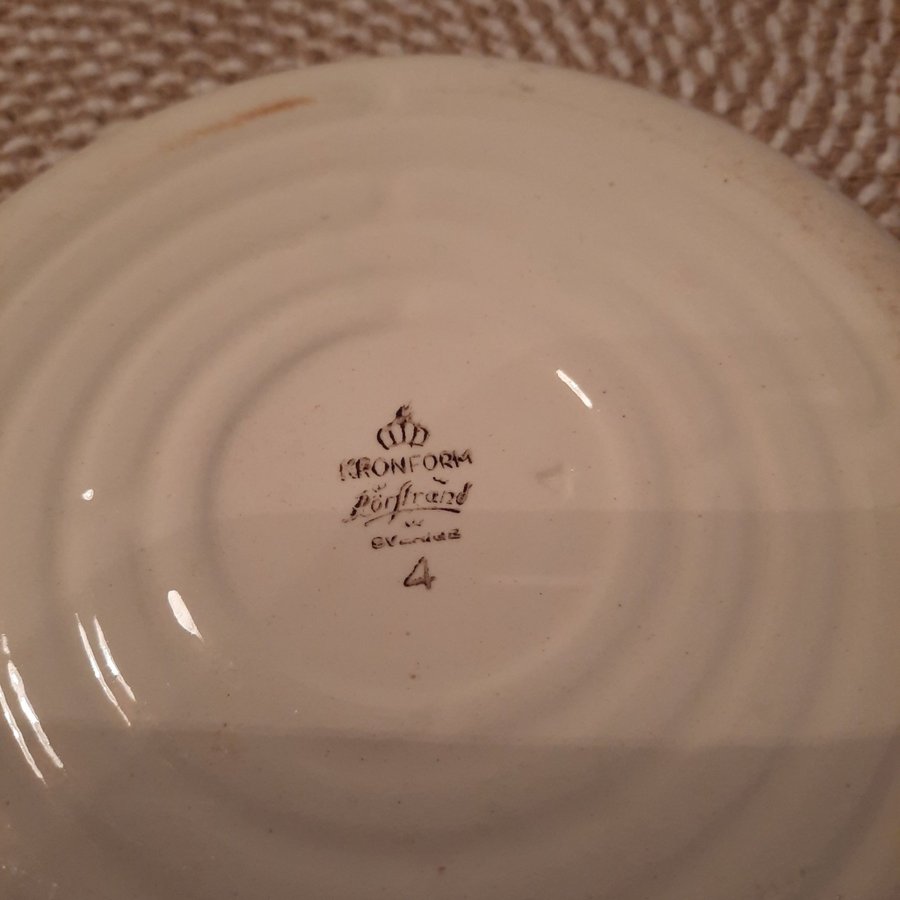 KRONFORM
Rörstrand
SVERIGE
4